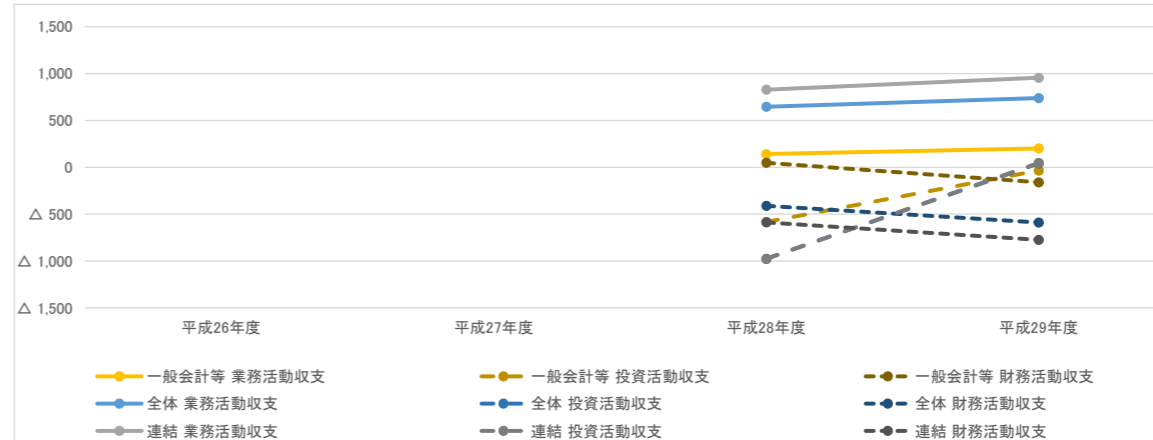 1,500
1,000
500
0
△ 500
△ 1,000
△ 1,500
平成26年度 平成27年度 平成28年度 平成29年度
一般会計等 業務活動収支 一般会計等 投資活動収支 一般会計等 財務活動収支
全体 業務活動収支 全体 投資活動収支 全体 財務活動収支
連結 業務活動収支 連結 投資活動収支 連結 財務活動収支